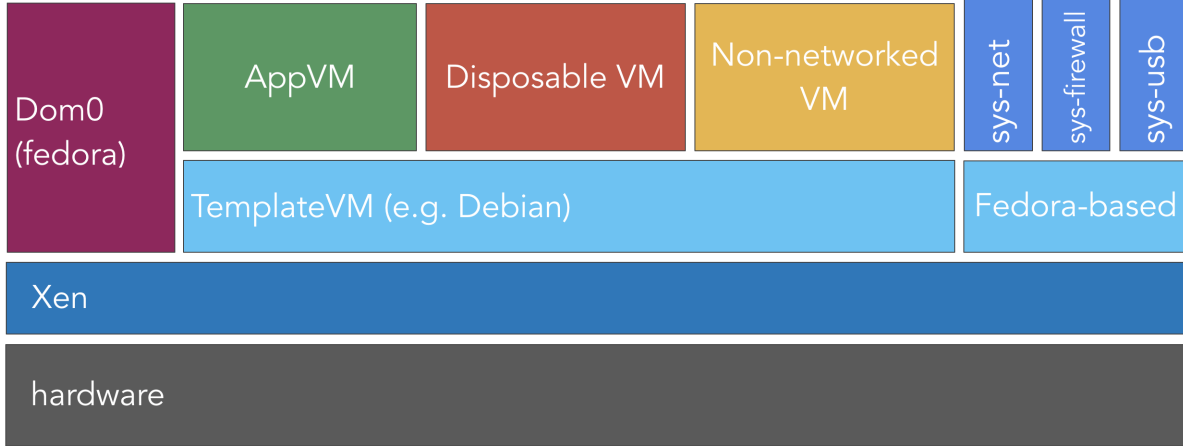 Dom0
(fedora)
AppVM
Disposable VM
Non-networked
VM
sys-net
sys-firewall
sys-usb
TemplateVM (e.g. Debian)
Fedora-based
Xen
hardware